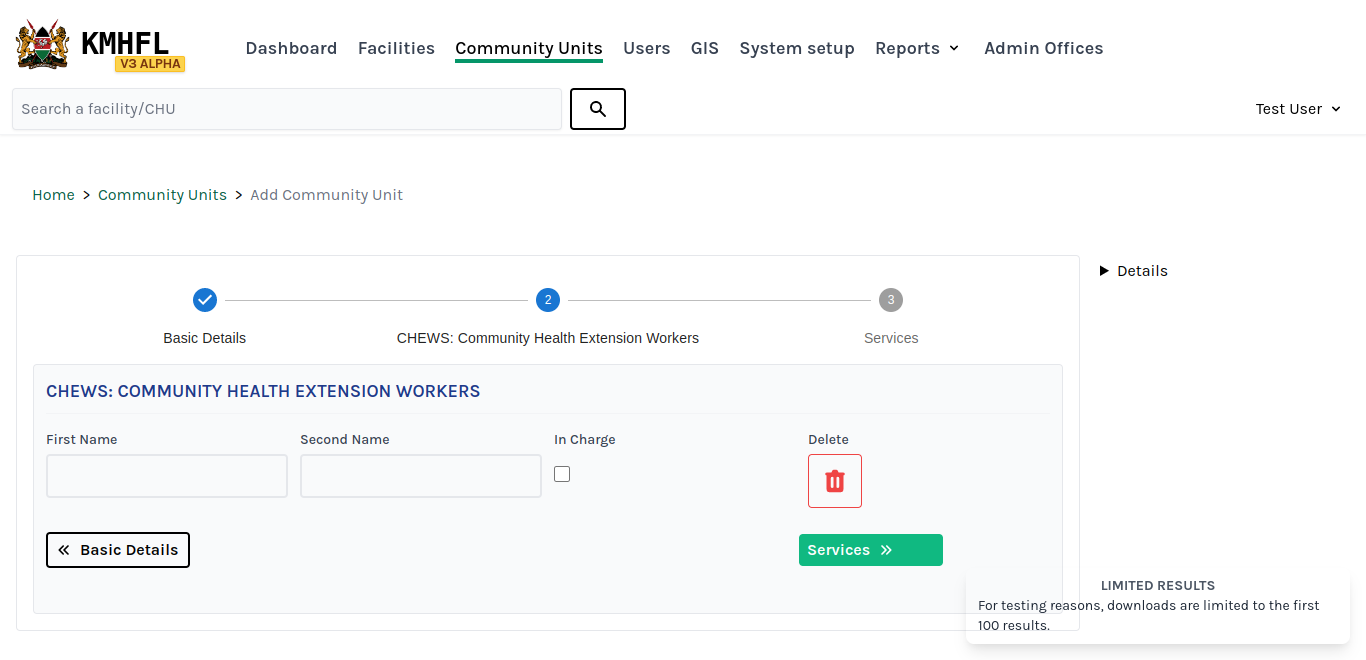 KMHFL
V3 ALPHA
Dashboard Facilities Community Units Users GIS System setup Reports Admin Offices
Search a facility/CHU
Test User
Home > Community Units > Add Community Unit
Details
2 3
Basic Details CHEWS: Community Health Extension Workers Services
CHEWS: COMMUNITY HEALTH EXTENSION WORKERS
First Name Second Name In Charge Delete
« Basic Details Services »
LIMITED RESULTS
For testing reasons, downloads are limited to the first
100 results.